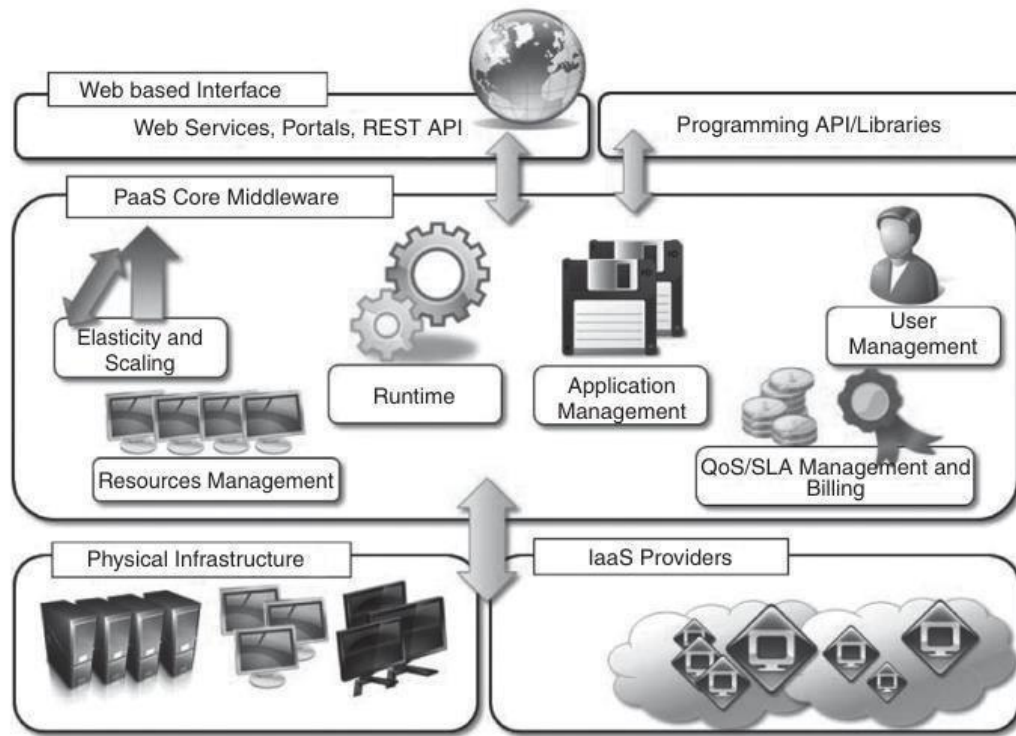 Web based Interface
Web Services, Portals, REST API
Programming API/Libraries
PaaS Core Middleware
Elasticity and
Scaling
Runtime
Application
Management
User
Management
Resources Management
QoS/SLA Management and
Billing
Physical Infrastructure
IaaS Providers